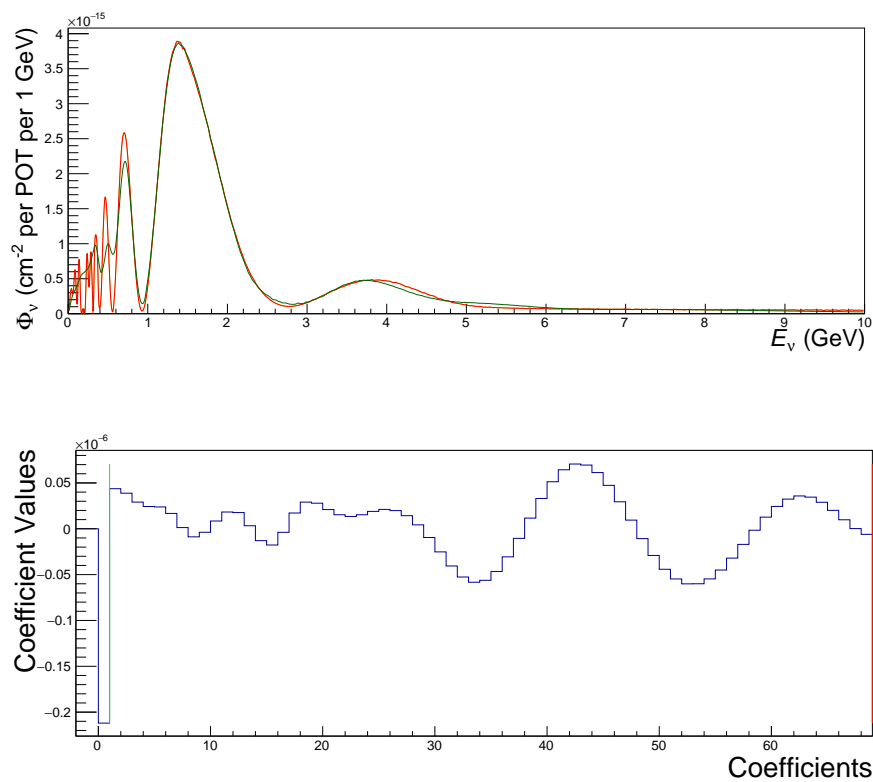 ×10⁻¹⁵
Φν (cm⁻² per POT per 1 GeV)
4
3.5
3
2.5
2
1.5
1
0.5
0
0 1 2 3 4 5 6 7 8 9 10
Eν (GeV)
×10⁻⁶
Coefficient Values
0.05
0
−0.05
−0.1
−0.15
−0.2
0 10 20 30 40 50 60
Coefficients